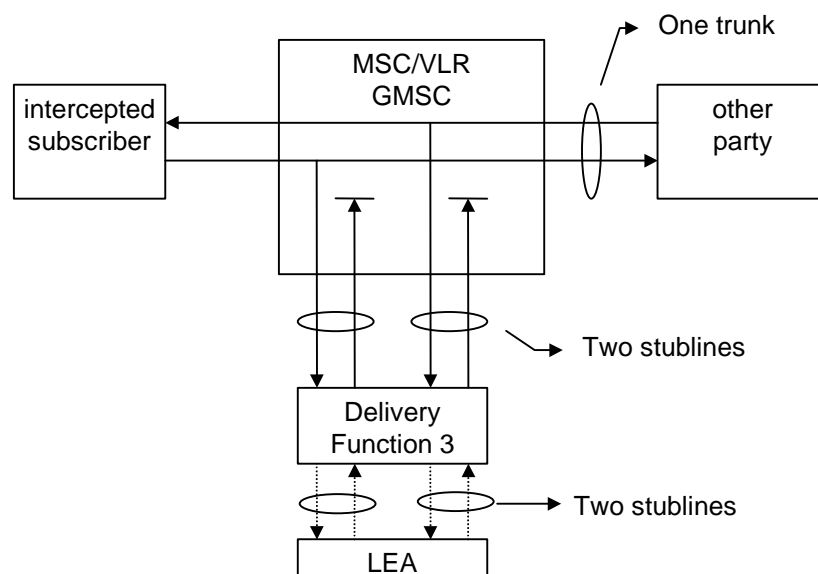 One trunk
MSC/VLR
GMSC
intercepted
subscriber
other
party
Two stublines
Delivery
Function 3
Two stublines
LEA